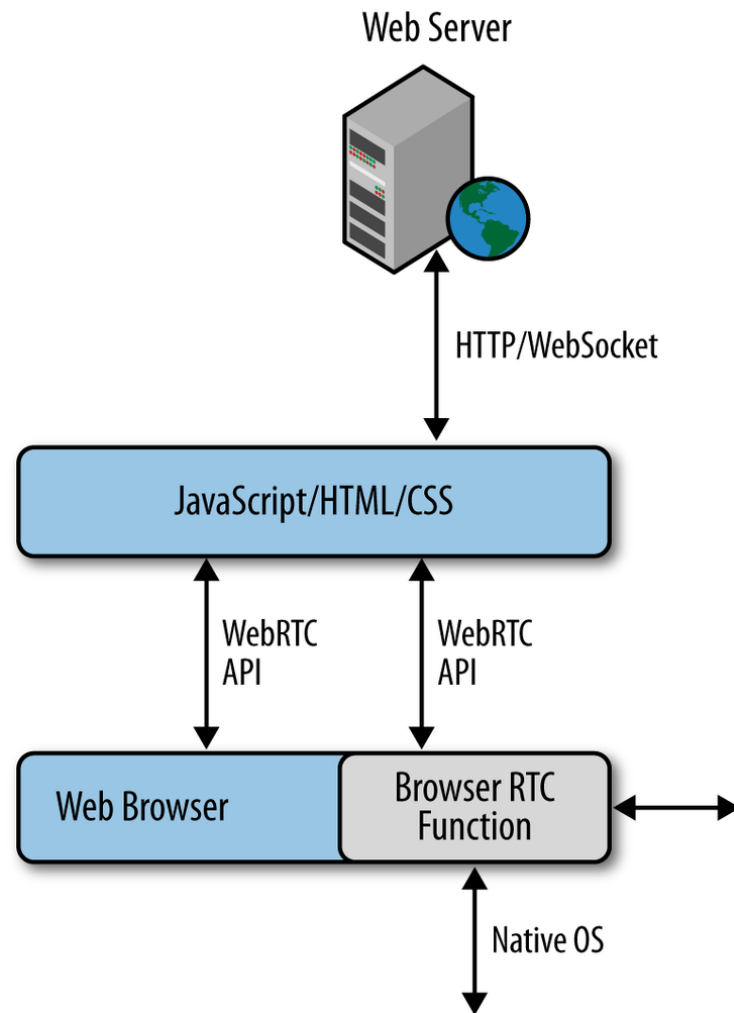 Web Server
HTTP/WebSocket
JavaScript/HTML/CSS
WebRTC
API
WebRTC
API
Web Browser
Browser RTC
Function
Native OS